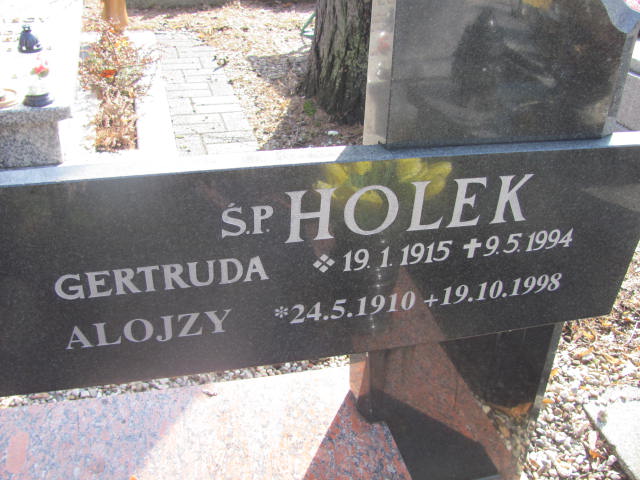 Ś.P. HOLEK
GERTRUDA ❖ 19.1.1915 ✝ 9.5.1994
ALOJZY *24.5.1910 +19.10.1998